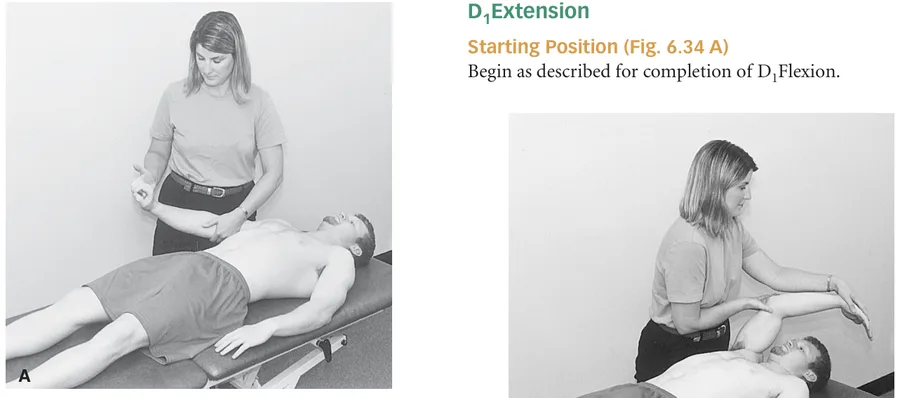 D₁Extension
Starting Position (Fig. 6.34 A)
Begin as described for completion of D₁Flexion.
A